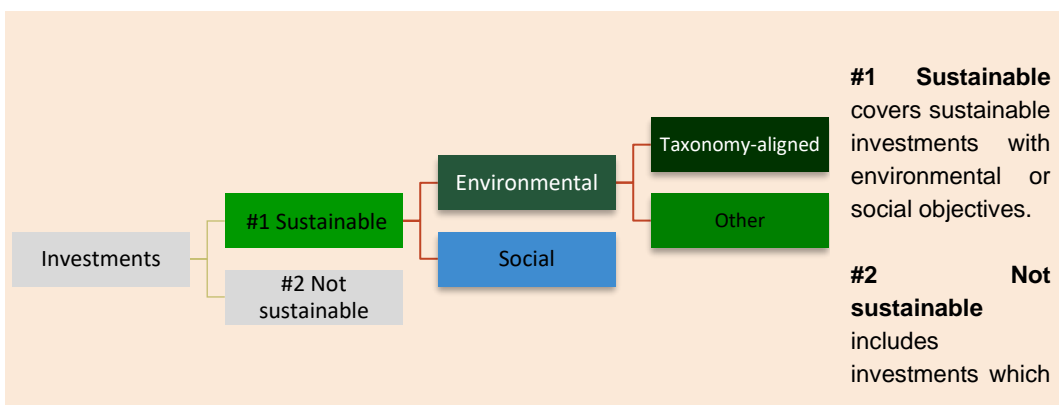 Investments
#1 Sustainable
#2 Not
sustainable
Environmental
Social
Taxonomy-aligned
Other
#1 Sustainable
covers sustainable
investments with
environmental or
social objectives.
#2 Not
sustainable
includes
investments which